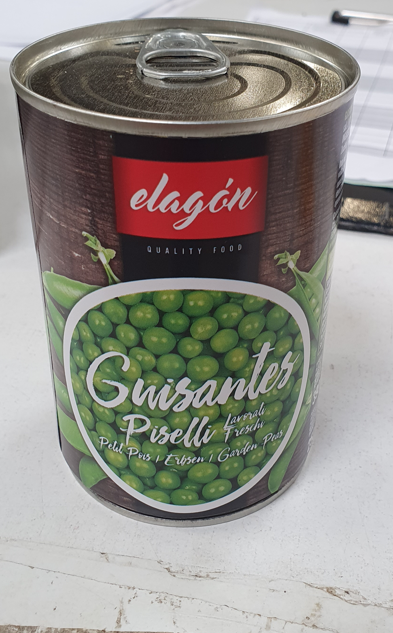 elagón
QUALITY FOOD
Guisantes
Piselli Lavorati
Freschi
Petit Pois | Erbsen | Garden Peas